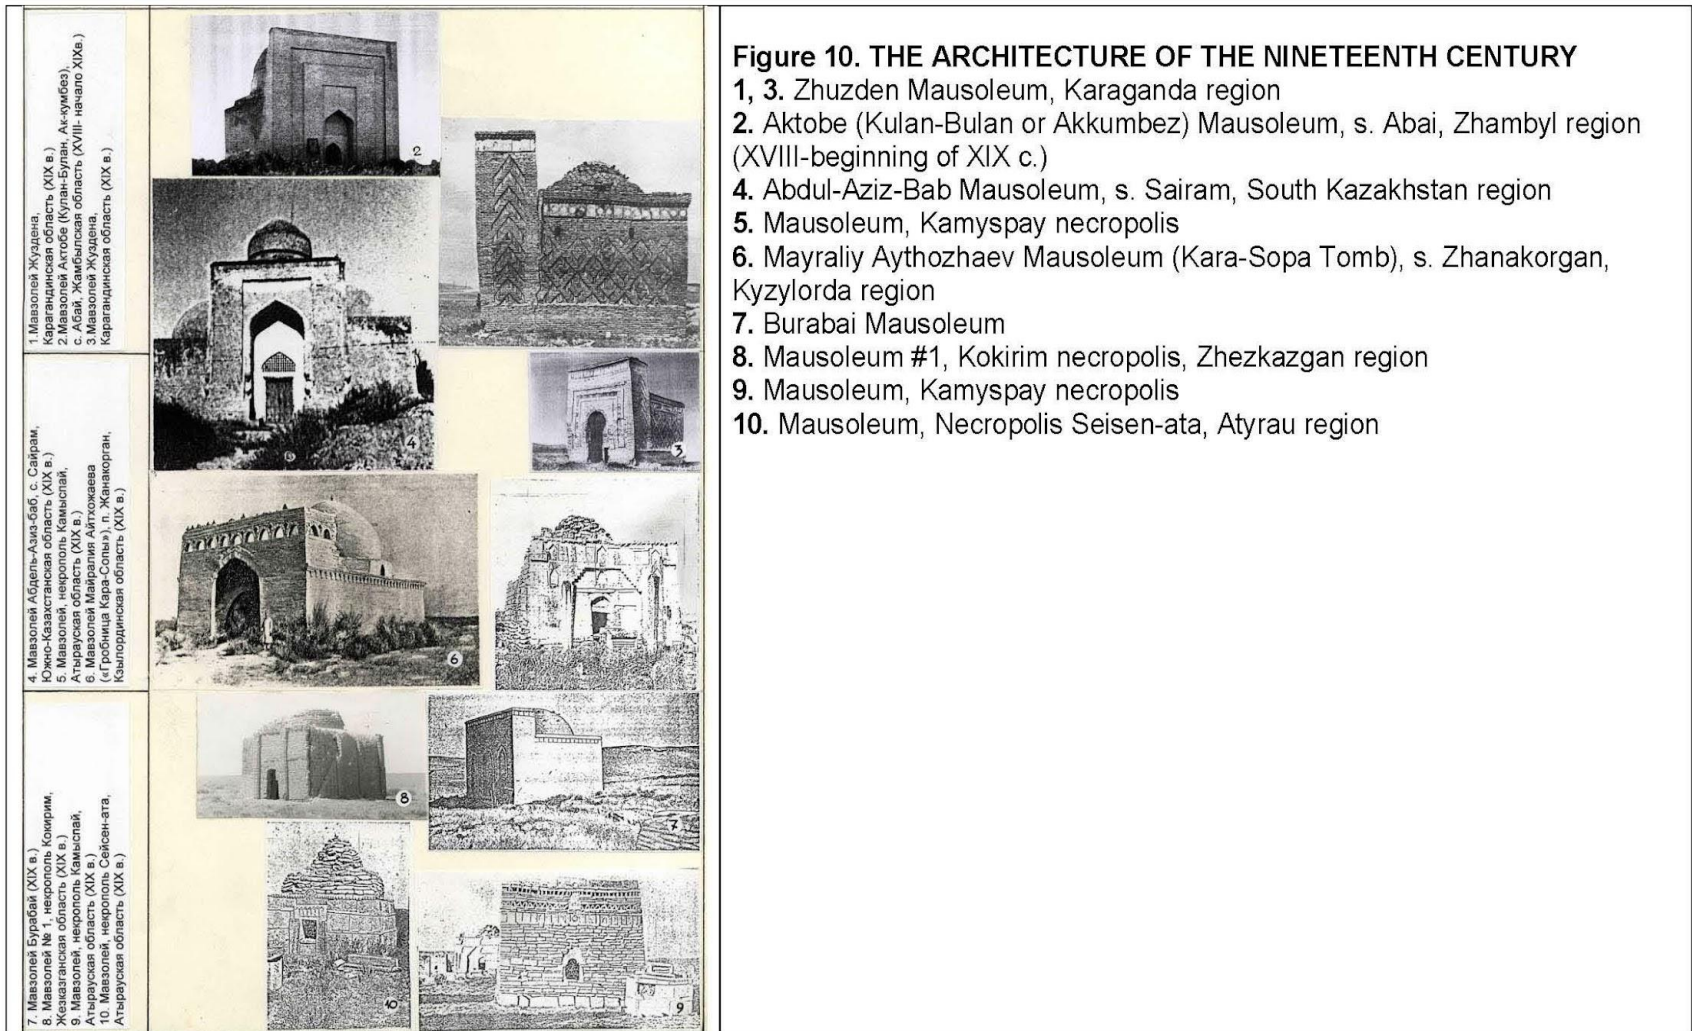 1.Мавзолей Жуздена,
Карагандинская область (XIX в.)
2.Мавзолей Актобе (Кулан-Булан, Ак-кумбез),
с. Абай, Жамбылская область (XVIII- начало XIXв.)
3.Мавзолей Жуздена,
Карагандинская область (XIX в.)
4. Мавзолей Абдель-Азиз-баб, с. Сайрам,
Южно-Казахстанская область (XIX в.)
5. Мавзолей, некрополь Камыспай,
Атырауская область (XIX в.)
6. Мавзолей Майралия Айтхожаева
(«Гробница Кара-Сопы»), п. Жанакорган,
Кзылординская область (XIX в.)
7. Мавзолей Бурабай (XIX в.)
8. Мавзолей № 1, некрополь Кокирим,
Жезказганская область (XIX в.)
9. Мавзолей, некрополь Камыспай,
Атырауская область (XIX в.)
10. Мавзолей, некрополь Сейсен-ата,
Атырауская область (XIX в.)
2
4
3
6
8
7
10
9
Figure 10. THE ARCHITECTURE OF THE NINETEENTH CENTURY
1, 3. Zhuzden Mausoleum, Karaganda region
2. Aktobe (Kulan-Bulan or Akkumbez) Mausoleum, s. Abai, Zhambyl region
(XVIII-beginning of XIX c.)
4. Abdul-Aziz-Bab Mausoleum, s. Sairam, South Kazakhstan region
5. Mausoleum, Kamyspay necropolis
6. Mayraliy Aythozhaev Mausoleum (Kara-Sopa Tomb), s. Zhanakorgan,
Kyzylorda region
7. Burabai Mausoleum
8. Mausoleum #1, Kokirim necropolis, Zhezkazgan region
9. Mausoleum, Kamyspay necropolis
10. Mausoleum, Necropolis Seisen-ata, Atyrau region